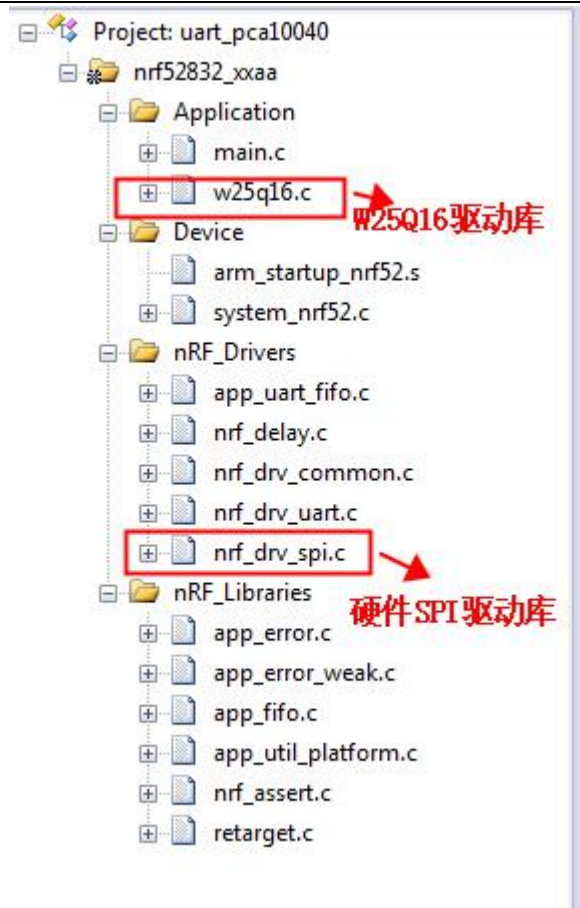 Project: uart_pca10040
nrf52832_xxaa
Application
main.c
w25q16.c
W25Q16驱动库
Device
arm_startup_nrf52.s
system_nrf52.c
nRF_Drivers
app_uart_fifo.c
nrf_delay.c
nrf_drv_common.c
nrf_drv_uart.c
nrf_drv_spi.c
nRF_Libraries
硬件SPI驱动库
app_error.c
app_error_weak.c
app_fifo.c
app_util_platform.c
nrf_assert.c
retarget.c